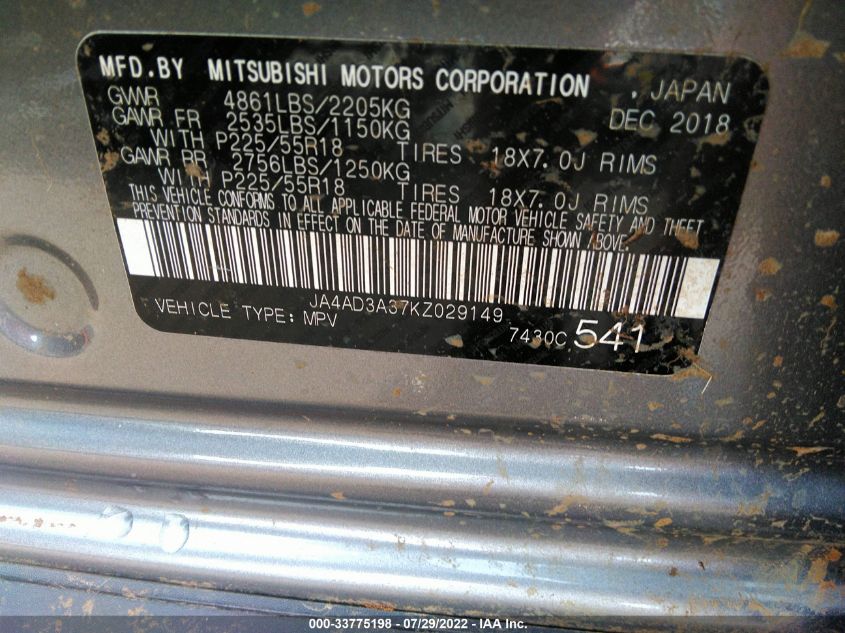 MFD.BY MITSUBISHI MOTORS CORPORATION , JAPAN
GVWR 4861LBS/2205KG DEC 2018
GAWR FR 2535LBS/1150KG
WITH P225/55R18 TIRES 18X7.0J RIMS
GAWR RR 2756LBS/1250KG
WITH P225/55R18 TIRES 18X7.0J RIMS
THIS VEHICLE CONFORMS TO ALL APPLICABLE FEDERAL MOTOR VEHICLE SAFETY AND THEFT
PREVENTION STANDARDS IN EFFECT ON THE DATE OF MANUFACTURE SHOWN ABOVE.
JA4AD3A37KZ029149
VEHICLE TYPE: MPV 7430C 541
000-33775198 - 07/29/2022 - IAA Inc.